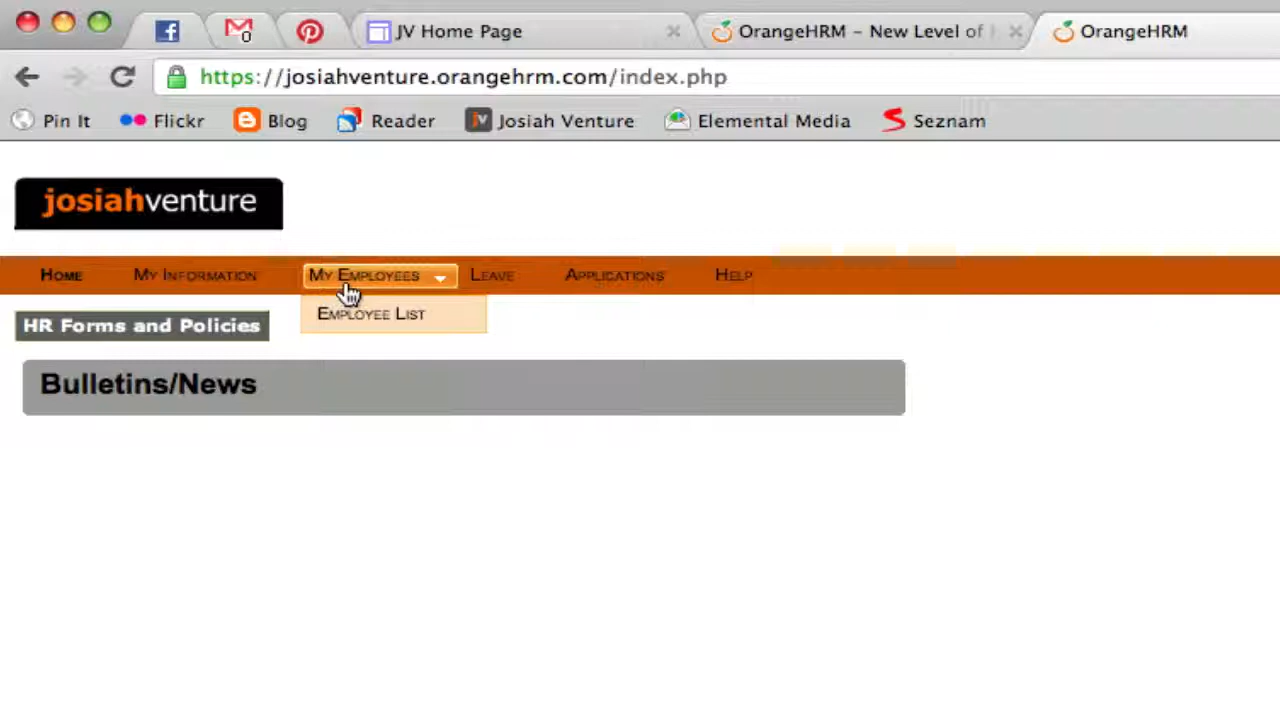 0
JV Home Page
OrangeHRM – New Level of
OrangeHRM
https://josiahventure.orangehrm.com/index.php
Pin It
Flickr
Blog
Reader
Josiah Venture
Elemental Media
Seznam
josiahventure
Home
My Information
My Employees
Leave
Applications
Help
Employee List
HR Forms and Policies
Bulletins/News